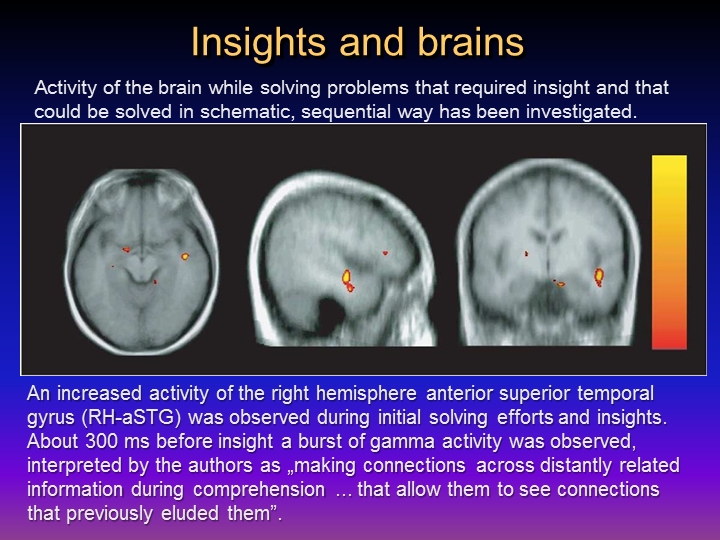 Insights and brains
Activity of the brain while solving problems that required insight and that
could be solved in schematic, sequential way has been investigated.
An increased activity of the right hemisphere anterior superior temporal
gyrus (RH-aSTG) was observed during initial solving efforts and insights.
About 300 ms before insight a burst of gamma activity was observed,
interpreted by the authors as „making connections across distantly related
information during comprehension ... that allow them to see connections
that previously eluded them”.